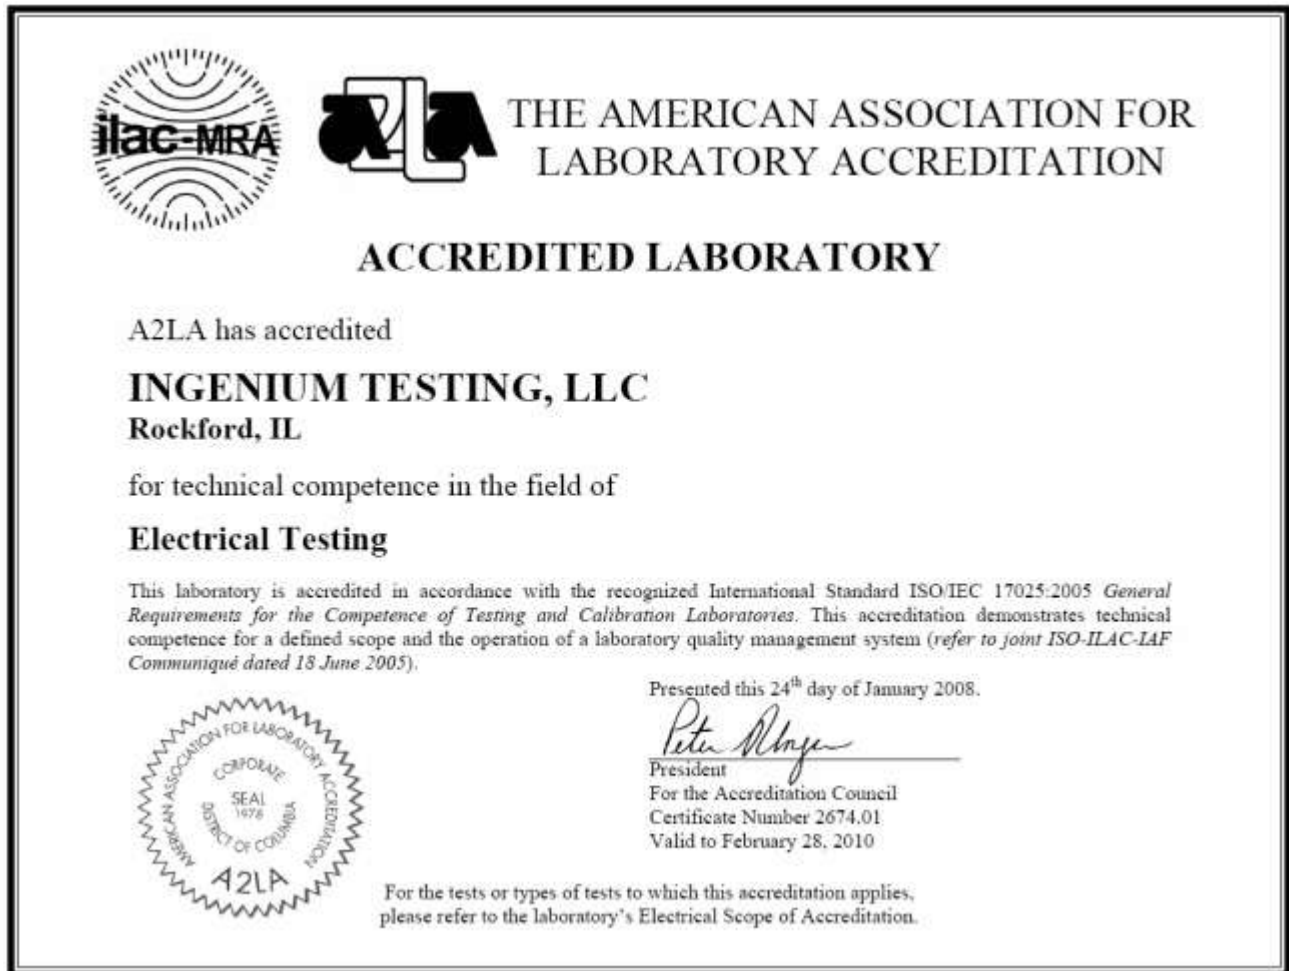 ilac-MRA
A2LA
THE AMERICAN ASSOCIATION FOR
LABORATORY ACCREDITATION
ACCREDITED LABORATORY
A2LA has accredited
INGENIUM TESTING, LLC
Rockford, IL
for technical competence in the field of
Electrical Testing
This laboratory is accredited in accordance with the recognized International Standard ISO/IEC 17025:2005 General
Requirements for the Competence of Testing and Calibration Laboratories. This accreditation demonstrates technical
competence for a defined scope and the operation of a laboratory quality management system (refer to joint ISO-ILAC-IAF
Communiqué dated 18 June 2005).
Presented this 24th day of January 2008.
Peter
President
For the Accreditation Council
Certificate Number 2674.01
Valid to February 28, 2010
AMERICAN ASSOCIATION FOR LABORATORY ACCREDITATION
CORPORATE
SEAL
1978
DISTRICT OF COLUMBIA
A2LA
For the tests or types of tests to which this accreditation applies,
please refer to the laboratory's Electrical Scope of Accreditation.